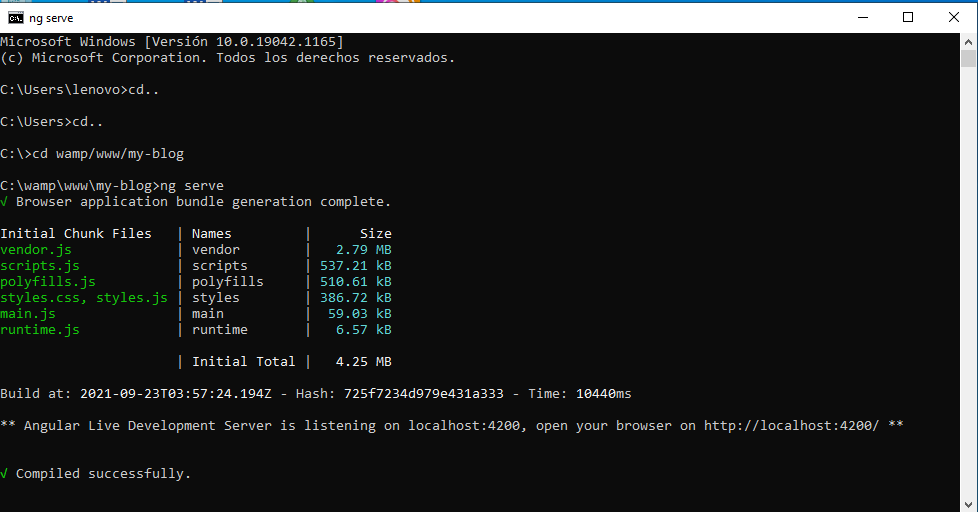 ng serve
Microsoft Windows [Versión 10.0.19042.1165]
(c) Microsoft Corporation. Todos los derechos reservados.
C:\Users\lenovo>cd..
C:\Users>cd..
C:\>cd wamp/www/my-blog
C:\wamp\www\my-blog>ng serve
√ Browser application bundle generation complete.
Initial Chunk Files | Names | Size
vendor.js | vendor | 2.79 MB
scripts.js | scripts | 537.21 kB
polyfills.js | polyfills | 510.61 kB
styles.css, styles.js | styles | 386.72 kB
main.js | main | 59.03 kB
runtime.js | runtime | 6.57 kB
| Initial Total | 4.25 MB
Build at: 2021-09-23T03:57:24.194Z - Hash: 725f7234d979e431a333 - Time: 10440ms
** Angular Live Development Server is listening on localhost:4200, open your browser on http://localhost:4200/ **
√ Compiled successfully.